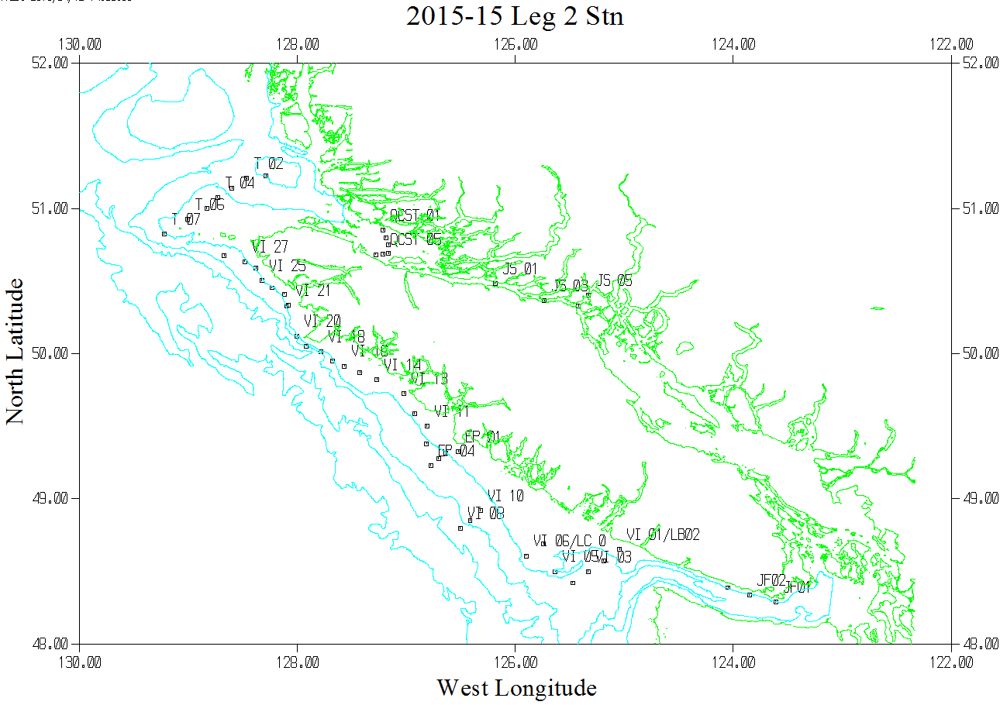 2015-15 Leg 2 Stn
130.00 128.00 126.00 124.00 122.00
52.00 52.00
T 02
T 04
T 06
51.00 51.00
T 07
QCST 01
QCST 05
VI 27
VI 25
JS 01
JS 03
JS 05
VI 21
VI 20
VI 18
50.00 50.00
VI 14
VI 13
VI 11
EP 01
EP 04
49.00 49.00
VI 10
VI 08
VI 06/LC 0
VI 01/LB02
VI 05
VI 03
JF02
JF01
48.00 48.00
130.00 128.00 126.00 124.00 122.00
West Longitude
North Latitude